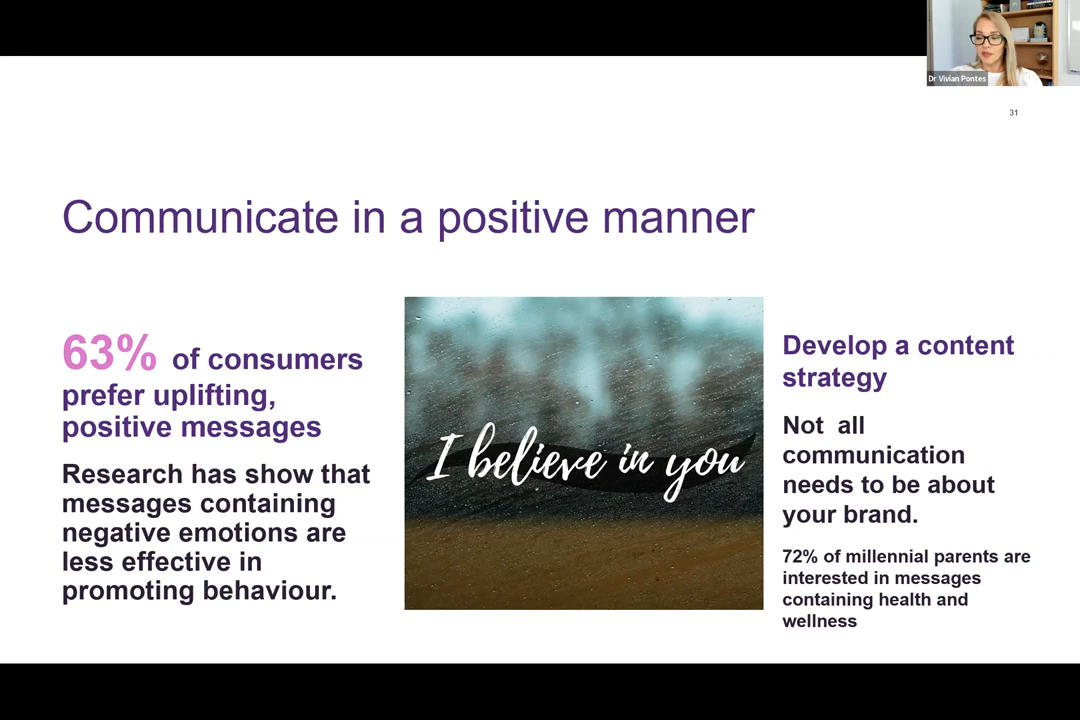 Dr Vivian Pontes
31
Communicate in a positive manner
63% of consumers
prefer uplifting,
positive messages
Research has show that
messages containing
negative emotions are
less effective in
promoting behaviour.
I believe in you
Develop a content
strategy
Not all
communication
needs to be about
your brand.
72% of millennial parents are
interested in messages
containing health and
wellness